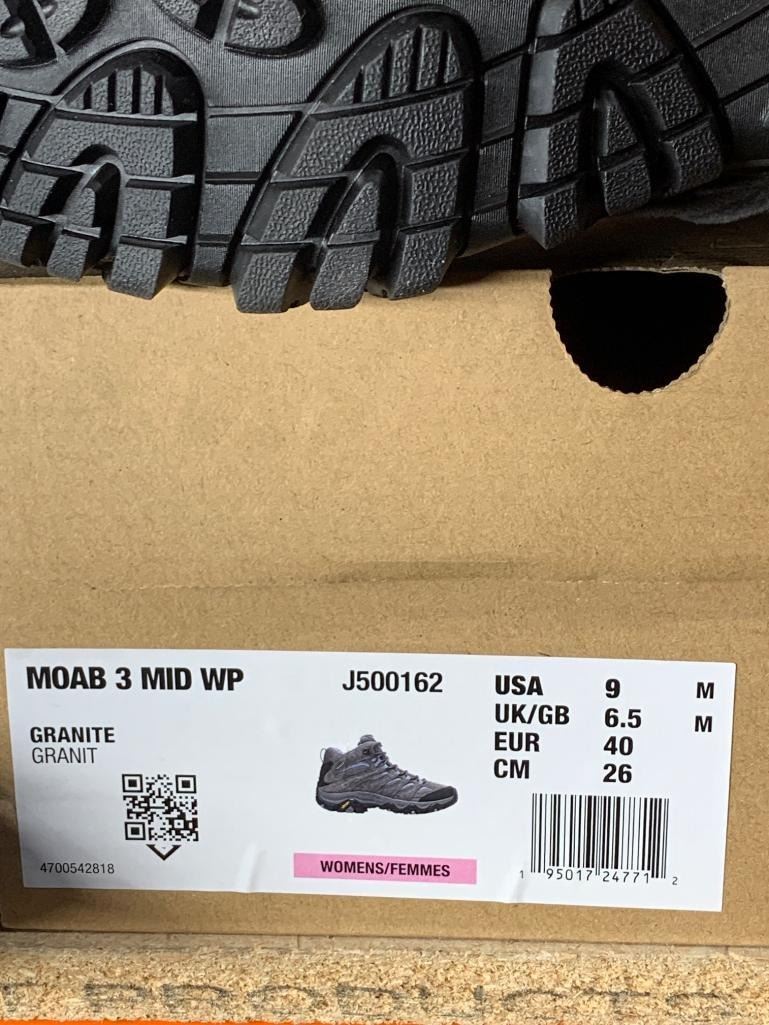 MOAB 3 MID WP J500162
GRANITE
GRANIT
4700542818
WOMENS/FEMMES
USA 9 M
UK/GB 6.5 M
EUR 40
CM 26
1 95017 24771 2